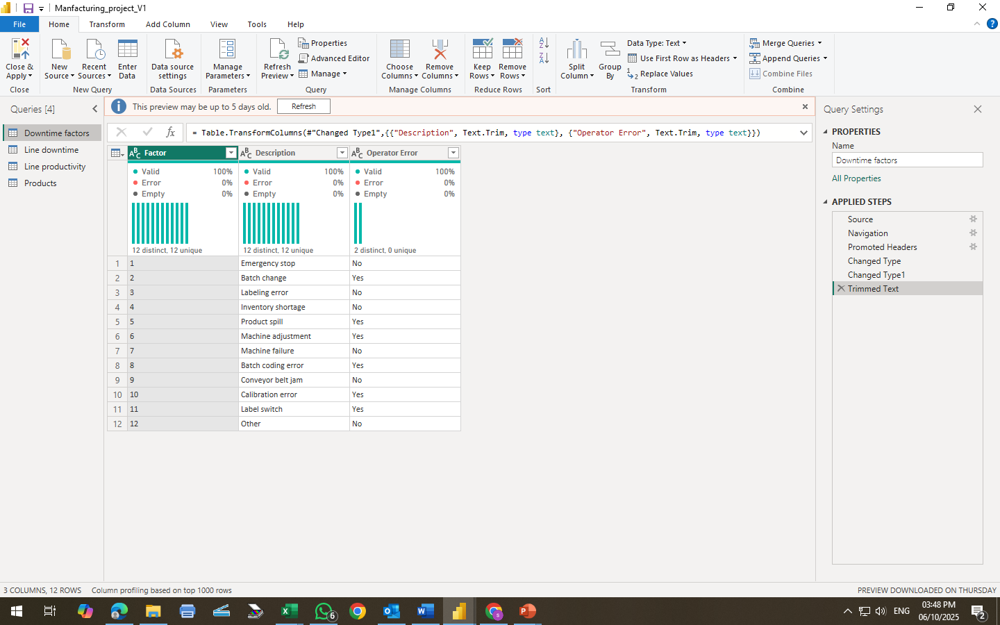 Manfacturing_project_V1
File Home Transform Add Column View Tools Help
Close & Apply
Close
New Source
Recent Sources
Enter Data
New Query
Data source settings
Data Sources
Manage Parameters
Parameters
Refresh Preview
Properties
Advanced Editor
Manage
Query
Choose Columns
Remove Columns
Manage Columns
Keep Rows
Remove Rows
Reduce Rows
Sort
Split Column
Group By
Data Type: Text
Use First Row as Headers
Replace Values
Transform
Merge Queries
Append Queries
Combine Files
Combine
Queries [4]
Downtime factors
Line downtime
Line productivity
Products
This preview may be up to 5 days old. Refresh
= Table.TransformColumns(#"Changed Type1",{{"Description", Text.Trim, type text}, {"Operator Error", Text.Trim, type text}})
Factor Description Operator Error
Valid 100% Valid 100% Valid 100%
Error 0% Error 0% Error 0%
Empty 0% Empty 0% Empty 0%
12 distinct, 12 unique 12 distinct, 12 unique 2 distinct, 0 unique
1 1 Emergency stop No
2 2 Batch change Yes
3 3 Labeling error No
4 4 Inventory shortage No
5 5 Product spill Yes
6 6 Machine adjustment Yes
7 7 Machine failure No
8 8 Batch coding error Yes
9 9 Conveyor belt jam No
10 10 Calibration error Yes
11 11 Label switch Yes
12 12 Other No
Query Settings
PROPERTIES
Name
Downtime factors
All Properties
APPLIED STEPS
Source
Navigation
Promoted Headers
Changed Type
Changed Type1
Trimmed Text
3 COLUMNS, 12 ROWS Column profiling based on top 1000 rows
PREVIEW DOWNLOADED ON THURSDAY
6
ENG
03:48 PM
06/10/2025
2